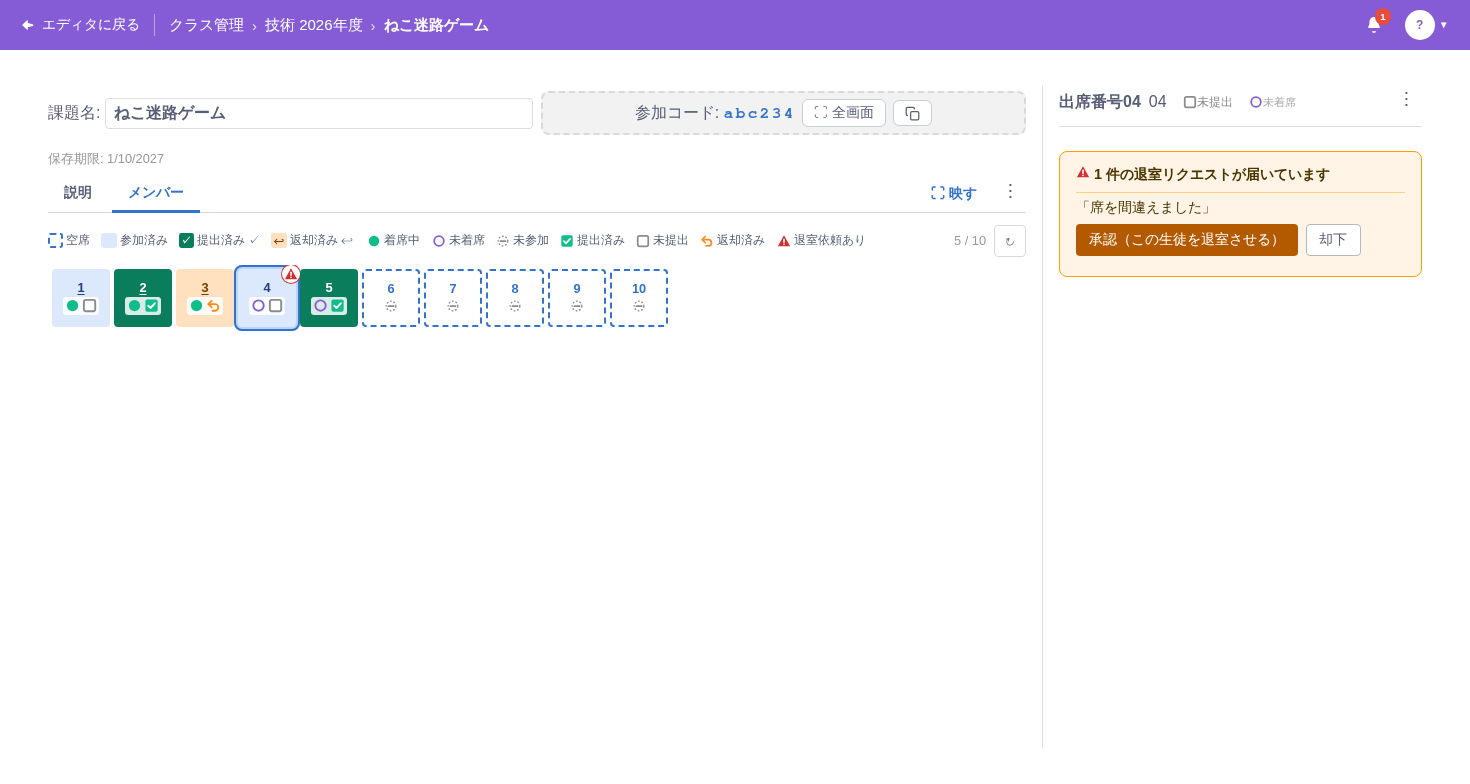 エディタに戻る クラス管理 › 技術 2026年度 › ねこ迷路ゲーム 1 ? ▼
課題名: ねこ迷路ゲーム 参加コード: abc234 全画面
保存期限: 1/10/2027
説明 メンバー 映す ⋮
空席 参加済み ✓ 提出済み ✓ ↩ 返却済み ↩ 着席中 未着席 未参加 提出済み 未提出 返却済み 退室依頼あり 5 / 10 ↻
1 2 3 4 5 6 7 8 9 10
出席番号04 04 未提出 未着席 ⋮
1 件の退室リクエストが届いています
「席を間違えました」
承認（この生徒を退室させる） 却下